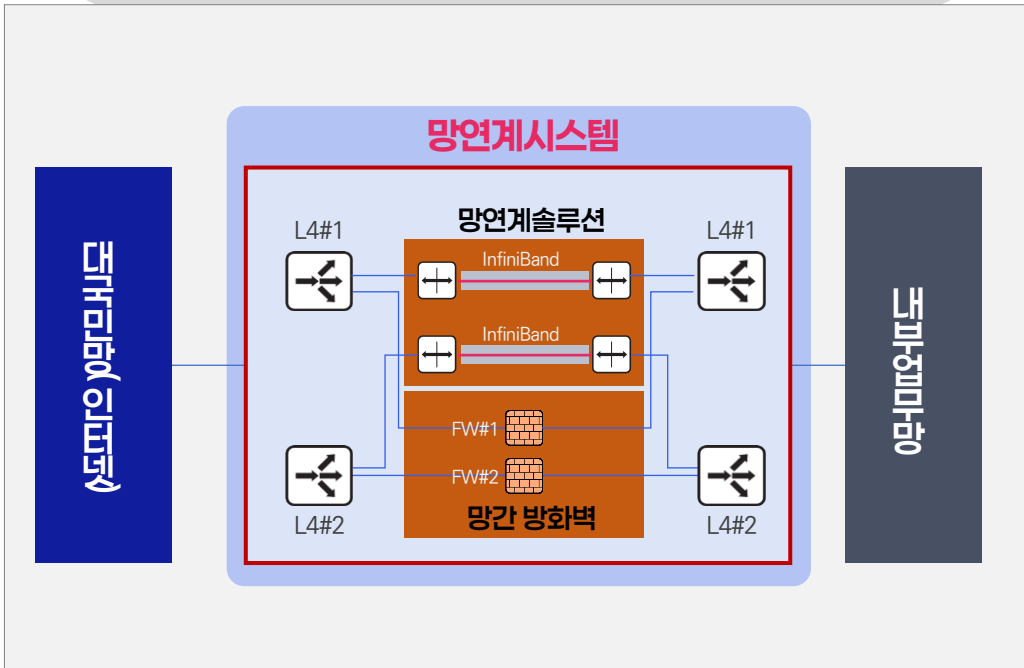 망연계시스템
대국민망(인터넷)
L4#1
망연계솔루션
L4#1
InfiniBand
InfiniBand
FW#1
FW#2
L4#2
망간 방화벽
L4#2
내부업무망